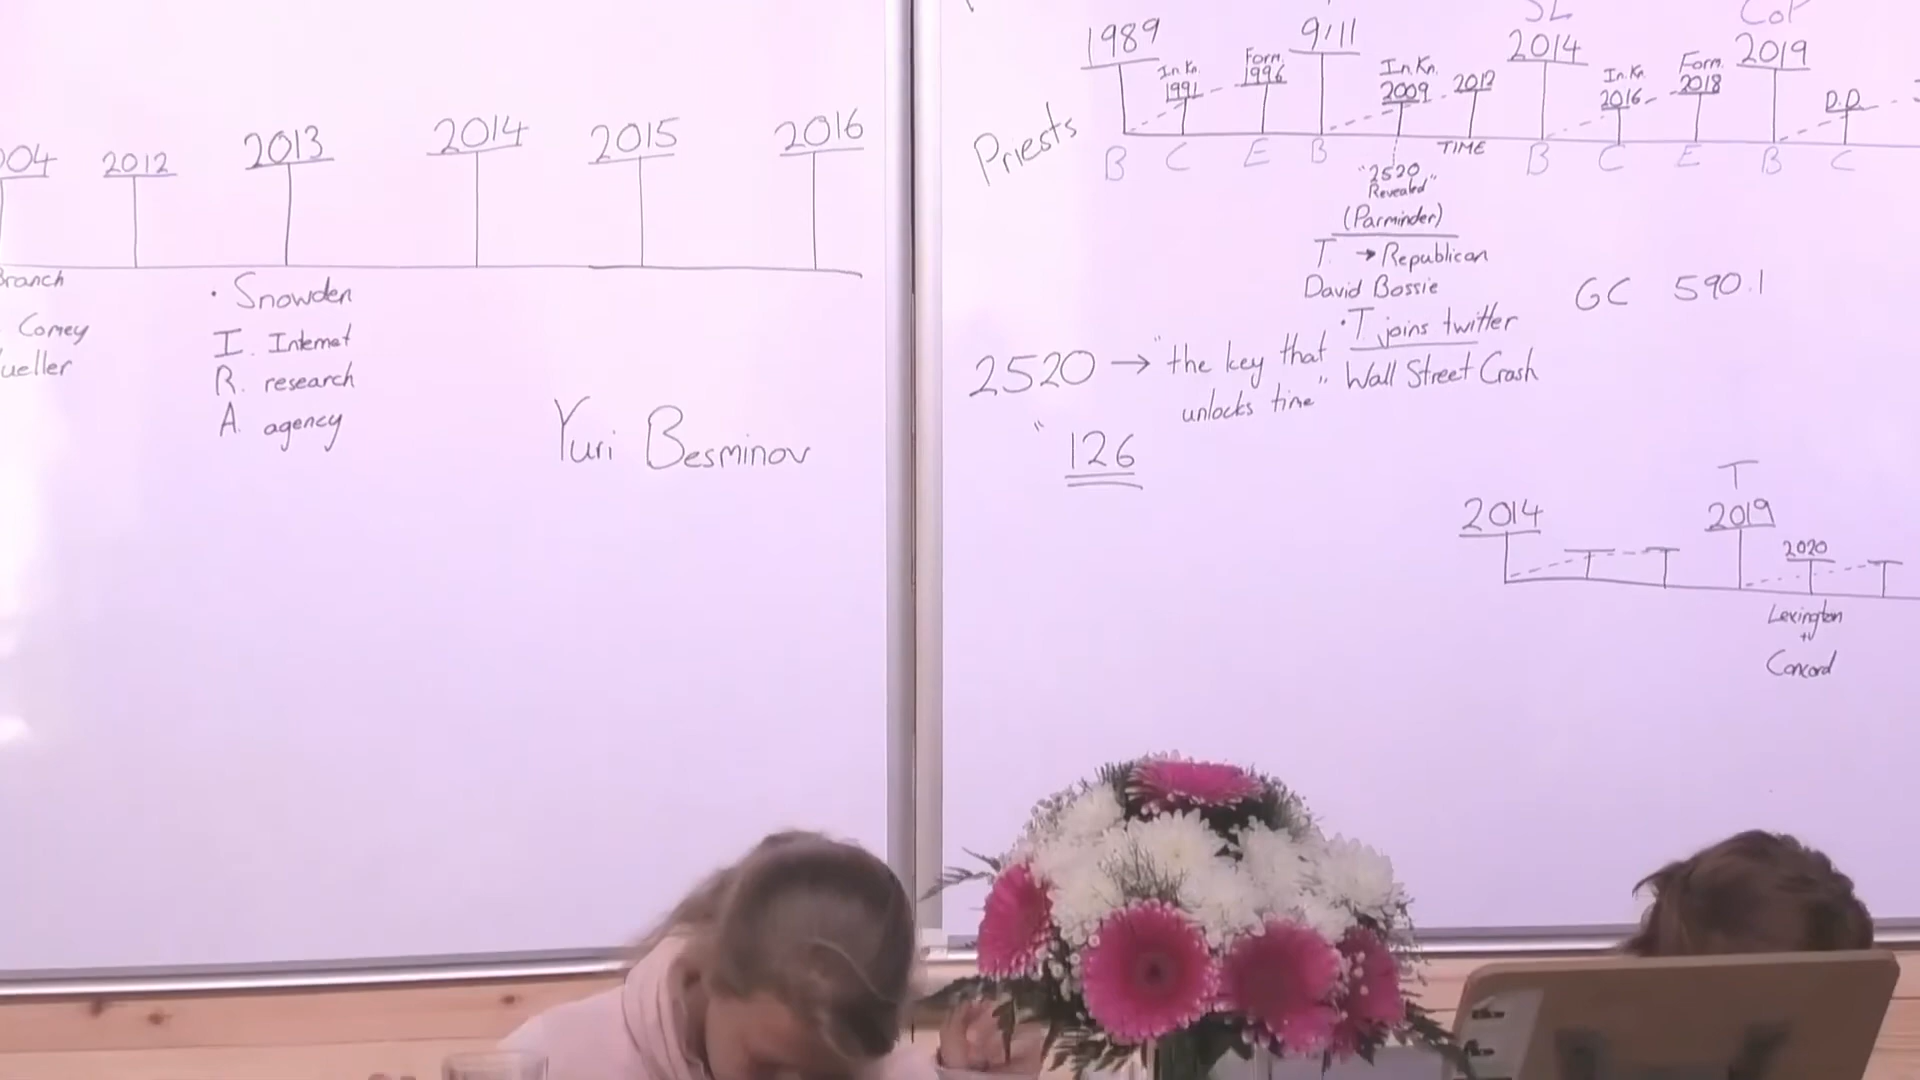 2012
2013
2014
2015
2016
Branch
Comey
· Snowden
I. Internet
R. research
A. agency
Yuri Besminov
SL
CoP
1989
9/11
2014
2019
In.Kn.
1991
Form.
1996
In.Kn.
2009
2012
In.Kn.
2016
Form.
2018
D.D.
Priests
B C E B TIME B C E B C
"2520
Revealed"
(Parminder)
T. → Republican
David Bossie
· T joins twitter
Wall Street Crash
GC 590.1
2520 → "the key that
unlocks time"
126
T
2014
2019
2020
Lexington
+
Concord